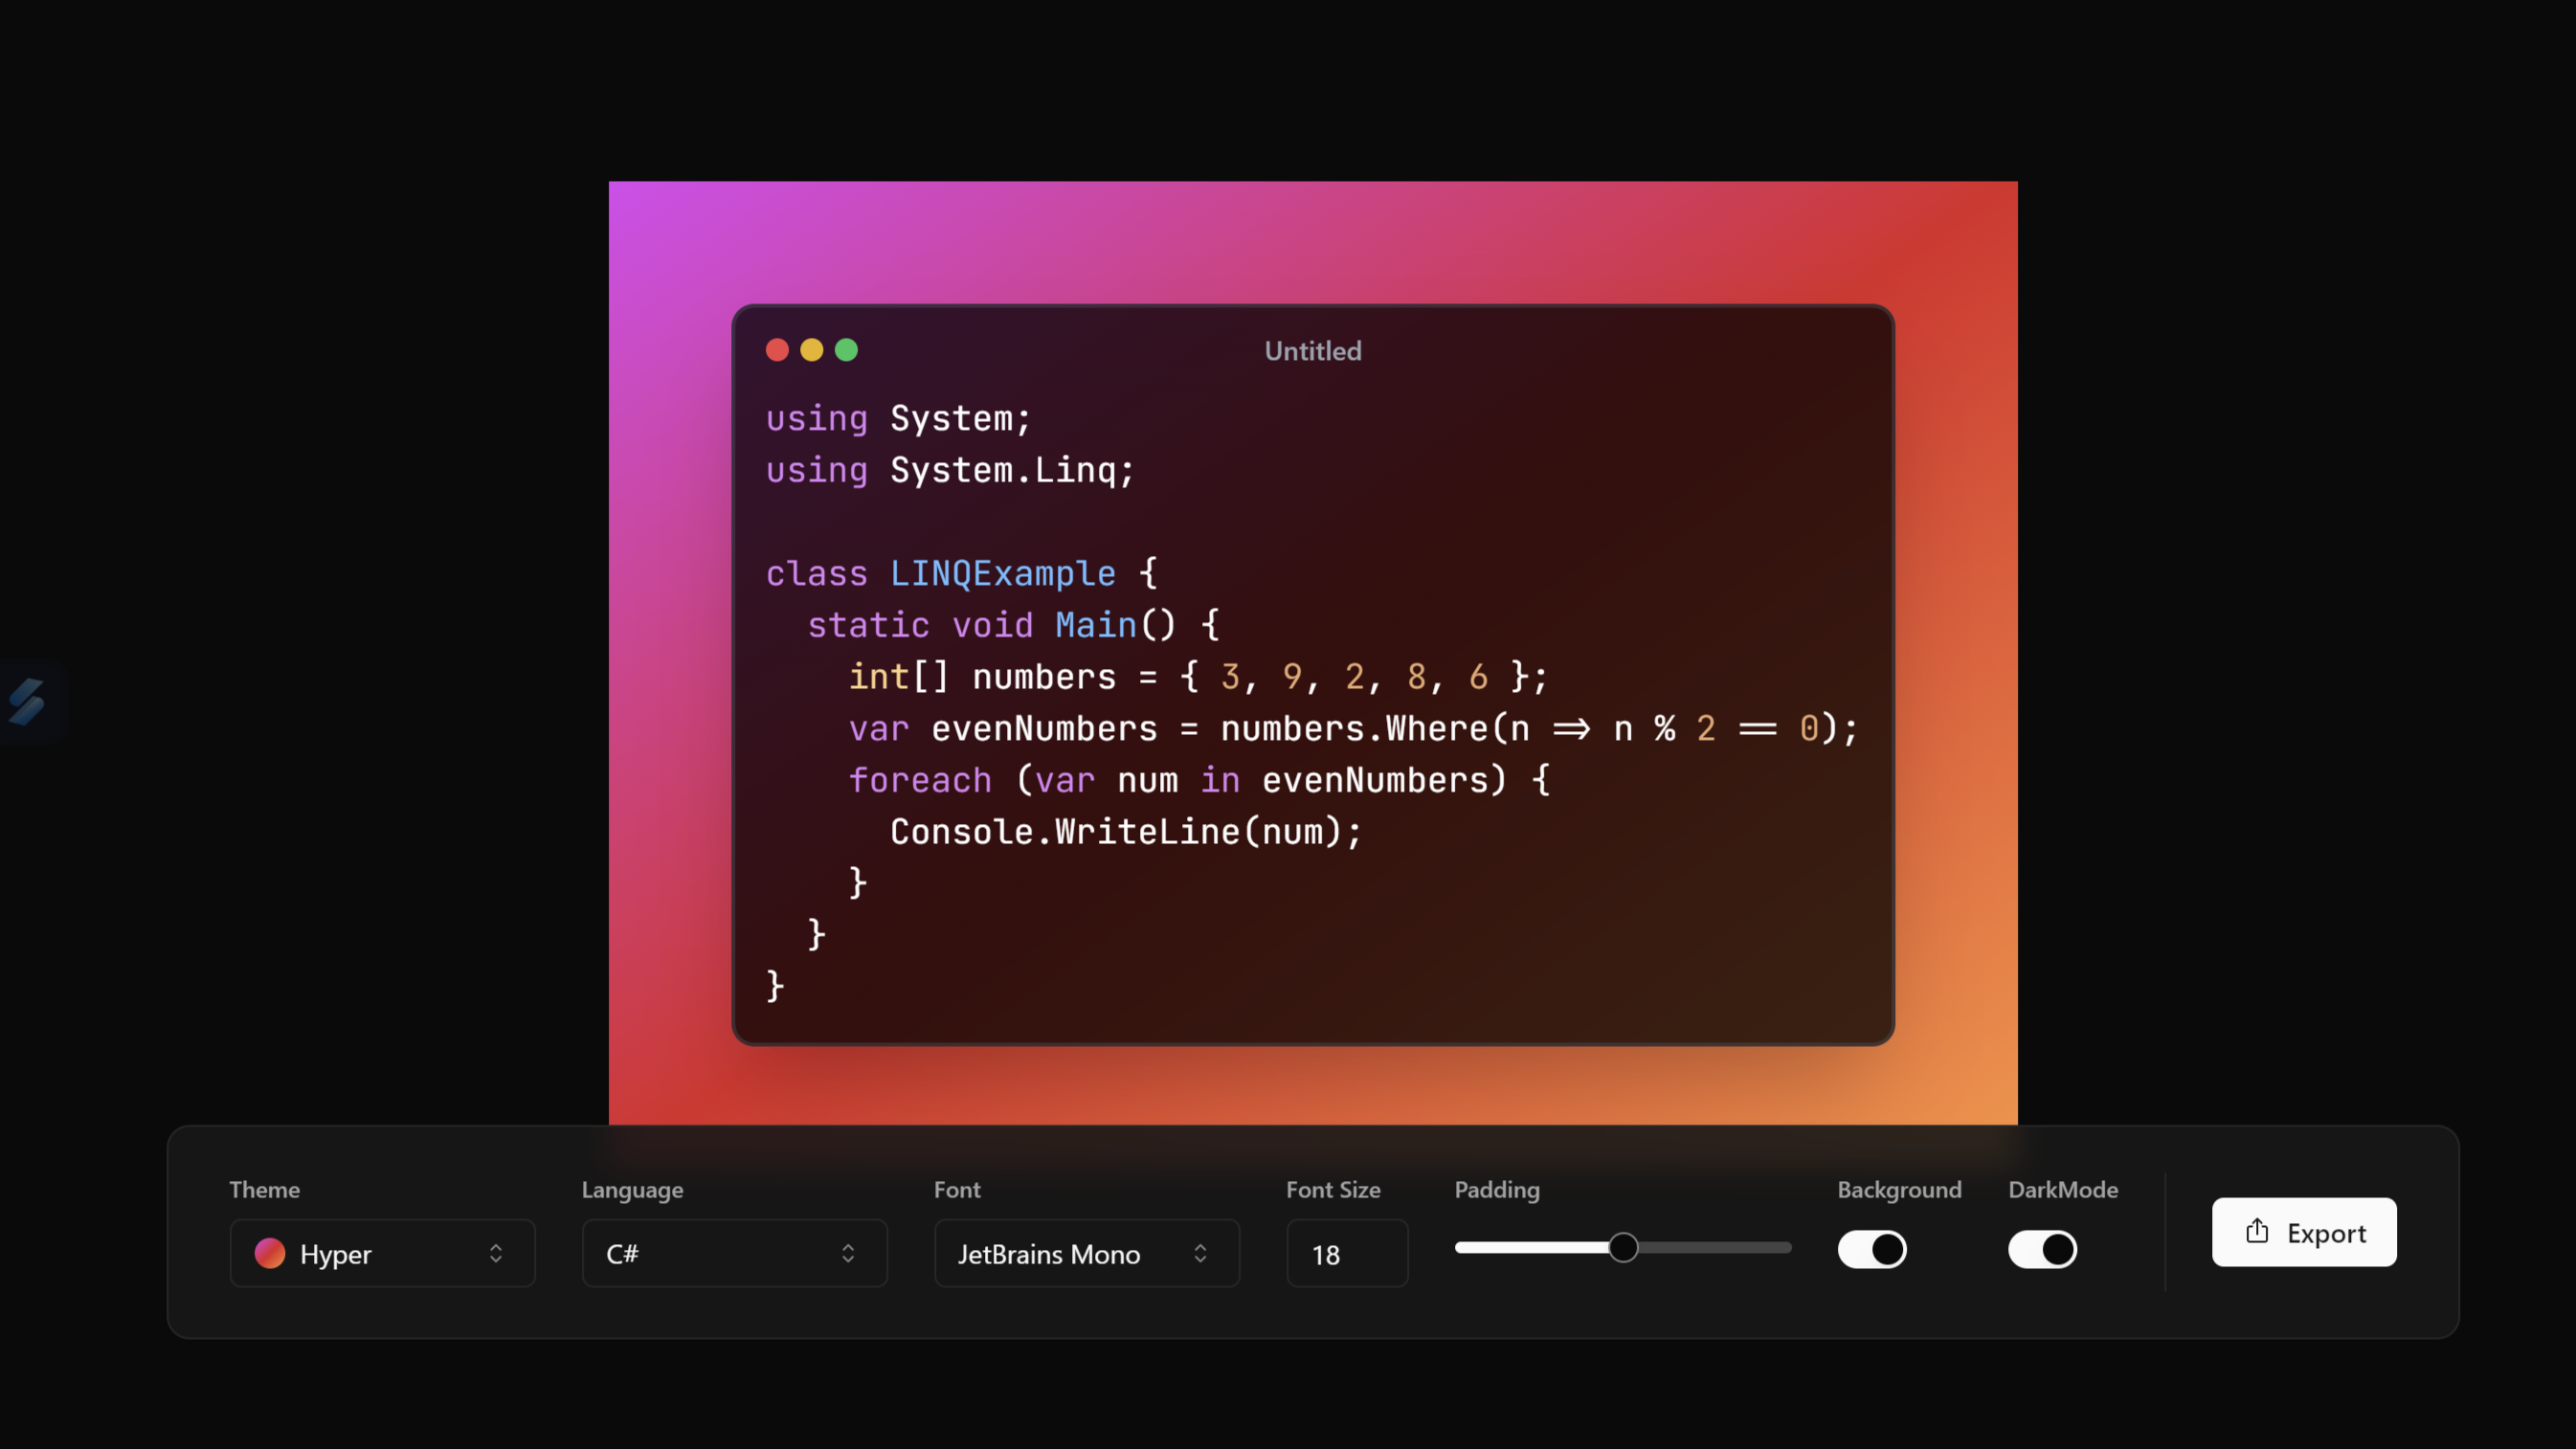 Untitled
using System;
using System.Linq;
class LINQExample {
static void Main() {
int[] numbers = { 3, 9, 2, 8, 6 };
var evenNumbers = numbers.Where(n => n % 2 == 0);
foreach (var num in evenNumbers) {
Console.WriteLine(num);
}
}
}
Theme
Language
Font
Font Size
Padding
Background
DarkMode
Hyper
C#
JetBrains Mono
18
Export